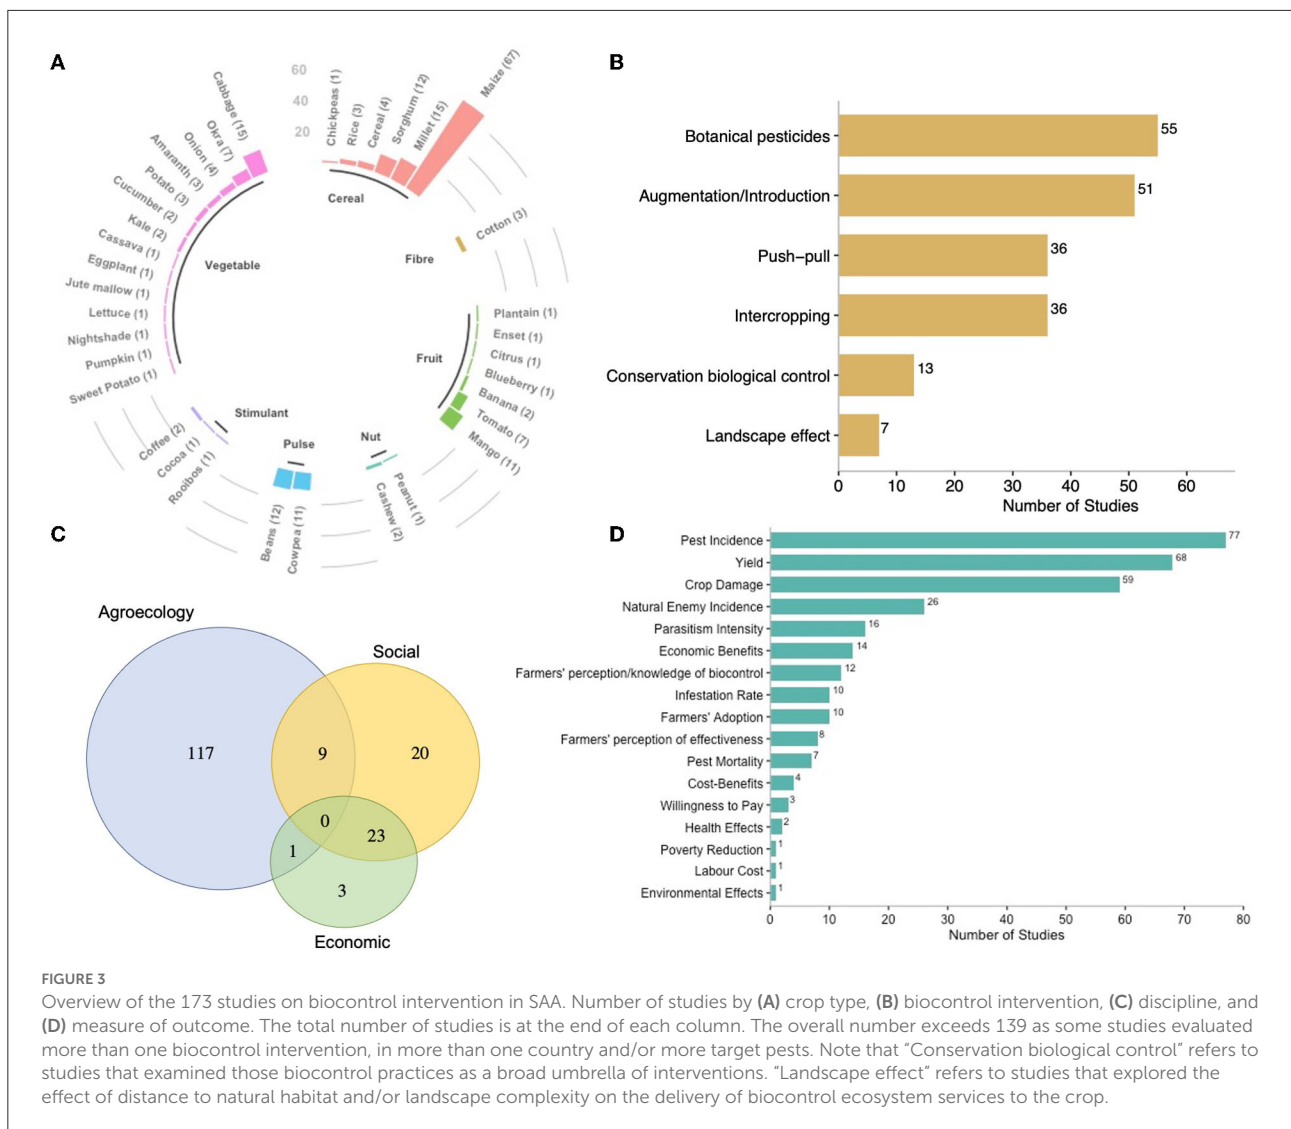 A
60
40
20
Chickpeas (1)
Rice (3)
Cereal (4)
Sorghum (12)
Millet (15)
Maize (67)
Cereal
Cotton (3)
Fibre
Plantain (1)
Enset (1)
Citrus (1)
Blueberry (1)
Banana (2)
Tomato (7)
Mango (11)
Fruit
Peanut (1)
Cashew (2)
Nut
Cowpea (11)
Beans (12)
Pulse
Rooibos (1)
Cocoa (1)
Coffee (2)
Stimulant
Sweet Potato (1)
Pumpkin (1)
Nightshade (1)
Lettuce (1)
Jute mallow (1)
Eggplant (1)
Cassava (1)
Kale (2)
Cucumber (2)
Potato (3)
Amaranth (3)
Onion (4)
Okra (7)
Cabbage (15)
Vegetable
B
Botanical pesticides 55
Augmentation/Introduction 51
Push–pull 36
Intercropping 36
Conservation biological control 13
Landscape effect 7
0 10 20 30 40 50 60
Number of Studies
C
Agroecology
Social
117 9 20
0
23
1
3
Economic
D
Pest Incidence 77
Yield 68
Crop Damage 59
Natural Enemy Incidence 26
Parasitism Intensity 16
Economic Benefits 14
Farmers' perception/knowledge of biocontrol 12
Infestation Rate 10
Farmers' Adoption 10
Farmers' perception of effectiveness 8
Pest Mortality 7
Cost-Benefits 4
Willingness to Pay 3
Health Effects 2
Poverty Reduction 1
Labour Cost 1
Environmental Effects 1
0 10 20 30 40 50 60 70 80
Number of Studies
FIGURE 3
Overview of the 173 studies on biocontrol intervention in SAA. Number of studies by (A) crop type, (B) biocontrol intervention, (C) discipline, and
(D) measure of outcome. The total number of studies is at the end of each column. The overall number exceeds 139 as some studies evaluated
more than one biocontrol intervention, in more than one country and/or more target pests. Note that "Conservation biological control" refers to
studies that examined those biocontrol practices as a broad umbrella of interventions. "Landscape effect" refers to studies that explored the
effect of distance to natural habitat and/or landscape complexity on the delivery of biocontrol ecosystem services to the crop.